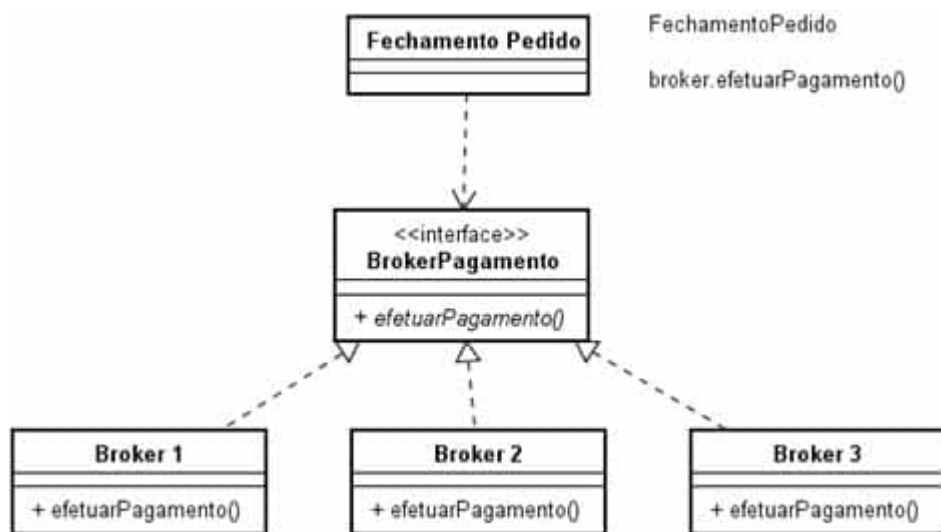 Fechamento Pedido
FechamentoPedido
broker.efetuarPagamento()
<<interface>>
BrokerPagamento
+ efetuarPagamento()
Broker 1
+ efetuarPagamento()
Broker 2
+ efetuarPagamento()
Broker 3
+ efetuarPagamento()